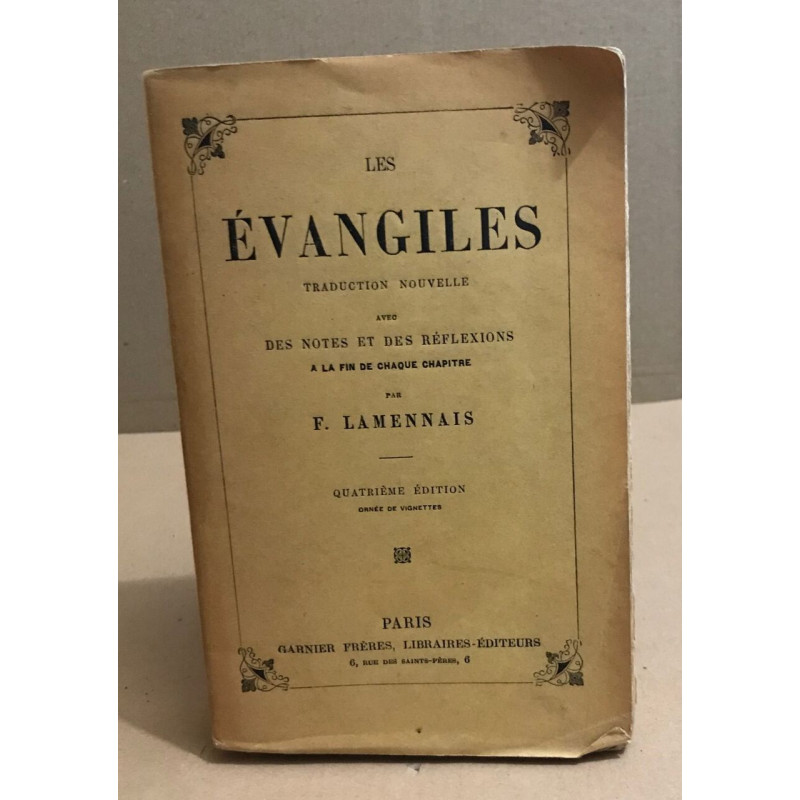 LES
ÉVANGILES
TRADUCTION NOUVELLE
AVEC
DES NOTES ET DES RÉFLEXIONS
A LA FIN DE CHAQUE CHAPITRE
PAR
F. LAMENNAIS
QUATRIÈME ÉDITION
ORNÉE DE VIGNETTES
PARIS
GARNIER FRÈRES, LIBRAIRES-ÉDITEURS
6, RUE DES SAINTS-PÈRES, 6